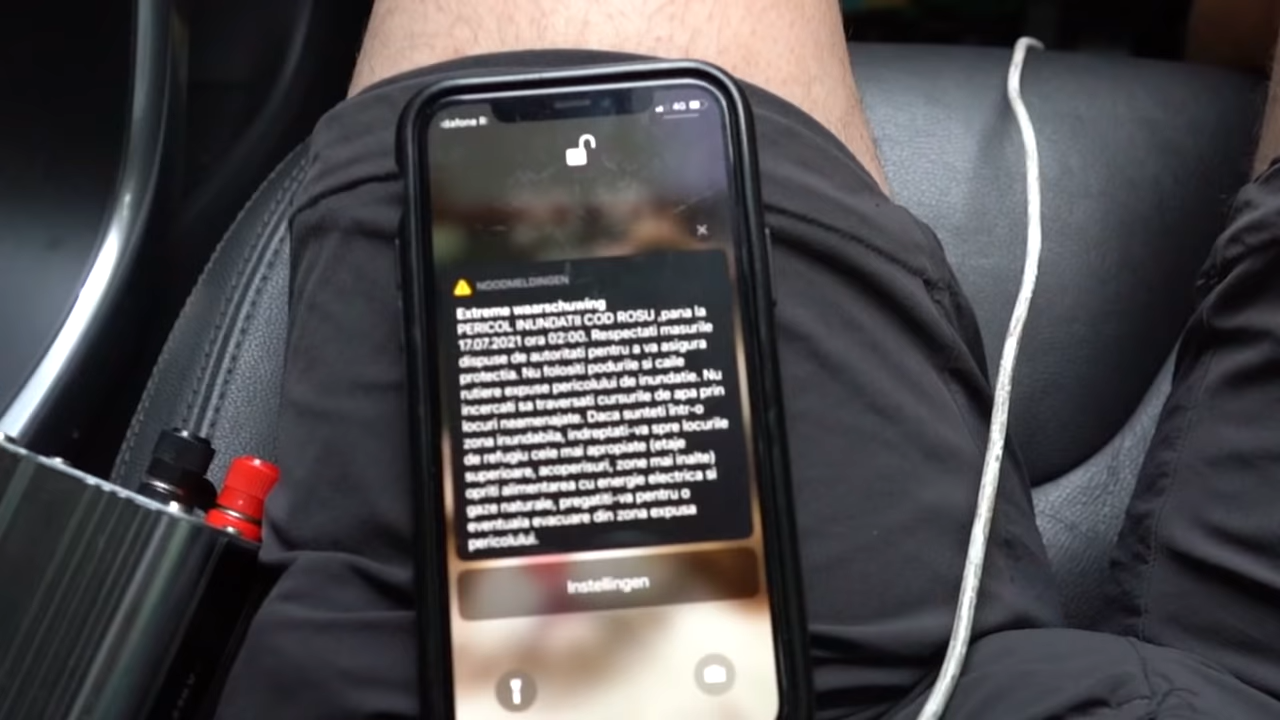 4G
NOODMELDINGEN
Extreme waarschuwing
PERICOL INUNDATII COD ROSU ,pana la
17.07.2021 ora 02:00. Respectati masurile
dispuse de autoritati pentru a va asigura
protectia. Nu folositi podurile si caile
rutiere expuse pericolului de inundatie. Nu
incercati sa traversati cursurile de apa prin
locuri neamenajate. Daca sunteti într-o
zona inundabila, indreptati-va spre locurile
de refugiu cele mai apropiate (etaje
superioare, acoperisuri, zone mai inalte)
opriti alimentarea cu energie electrica si
gaze naturale, pregatiti-va pentru o
eventuala evacuare din zona expusa
pericolului.
Instellingen